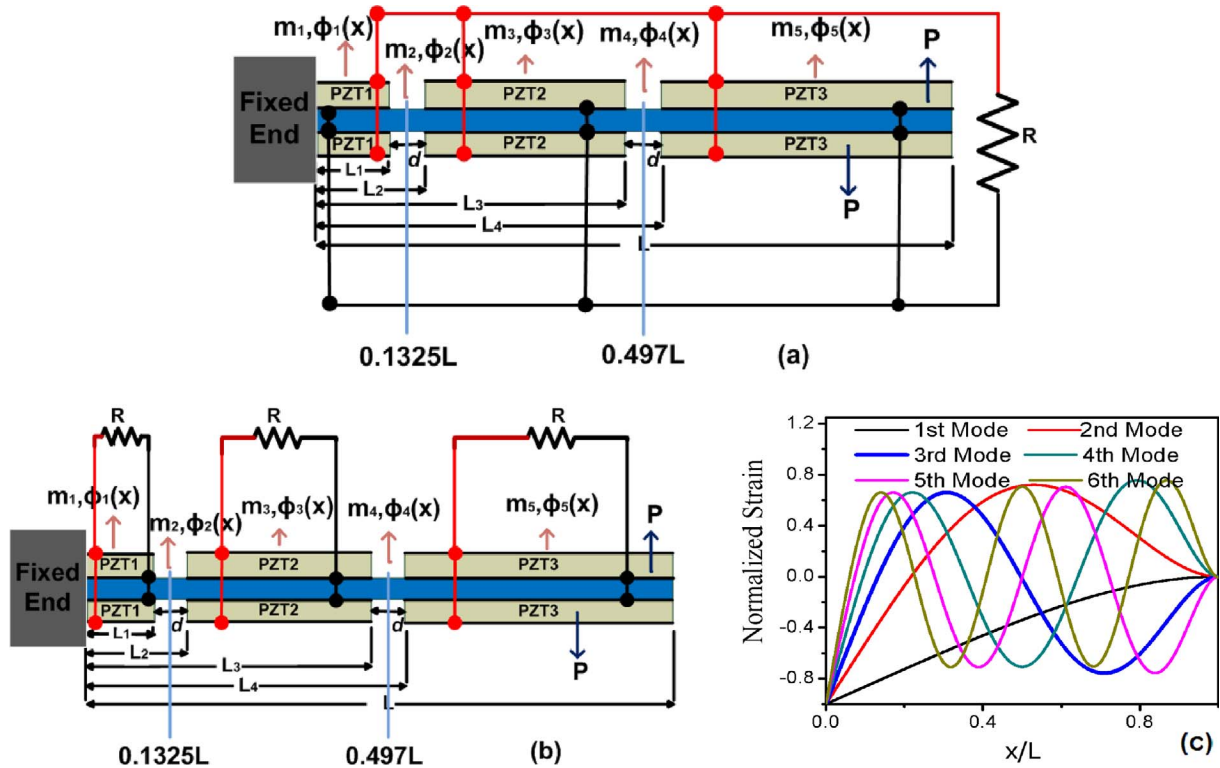 m1,ϕ1(x)
m2,ϕ2(x)
m3,ϕ3(x)
m4,ϕ4(x)
m5,ϕ5(x)
P
Fixed
End
PZT1
PZT2
PZT3
PZT1
PZT2
PZT3
R
d
d
L1
L2
P
L3
L4
L
0.1325L
0.497L
(a)
R
R
R
m1,ϕ1(x)
m2,ϕ2(x)
m3,ϕ3(x)
m4,ϕ4(x)
m5,ϕ5(x)
P
Fixed
End
PZT1
PZT2
PZT3
PZT1
PZT2
PZT3
L1
d
d
L2
P
L3
L4
L
0.1325L
0.497L
(b)
1.2
0.8
0.4
0.0
-0.4
-0.8
Normalized Strain
1st Mode
2nd Mode
3rd Mode
4th Mode
5th Mode
6th Mode
0.0
0.4
0.8
x/L
(c)